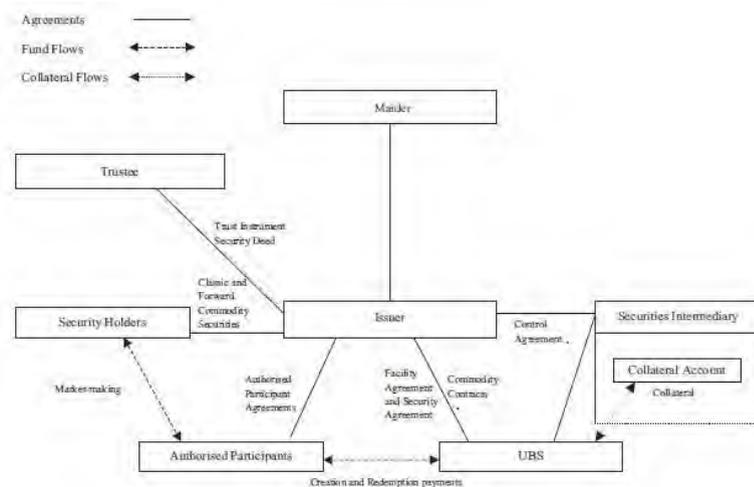 Agreements
Fund Flows
Collateral Flows
Marker
Trustee
Trust Instrument
Security Deed
Classic and
Forward
Commodity
Securities
Security Holders
Issuer
Securities Intermediary
Control
Agreement
Collateral Account
Collateral
Market-making
Authorised
Participant
Agreements
Facility
Agreement
and Security
Agreement
Commodity
Contracts
Authorised Participants
UBS
Creation and Redemption payments